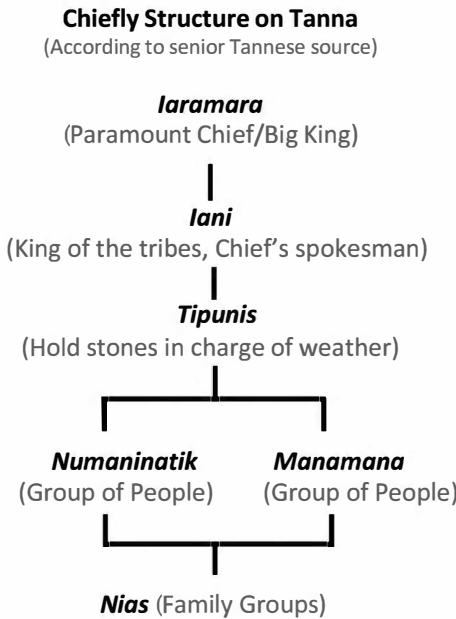 Chiefly Structure on Tanna
(According to senior Tannese source)
Iaramara
(Paramount Chief/Big King)
Iani
(King of the tribes, Chief's spokesman)
Tipunis
(Hold stones in charge of weather)
Numaninatik Manamana
(Group of People) (Group of People)
Nias (Family Groups)